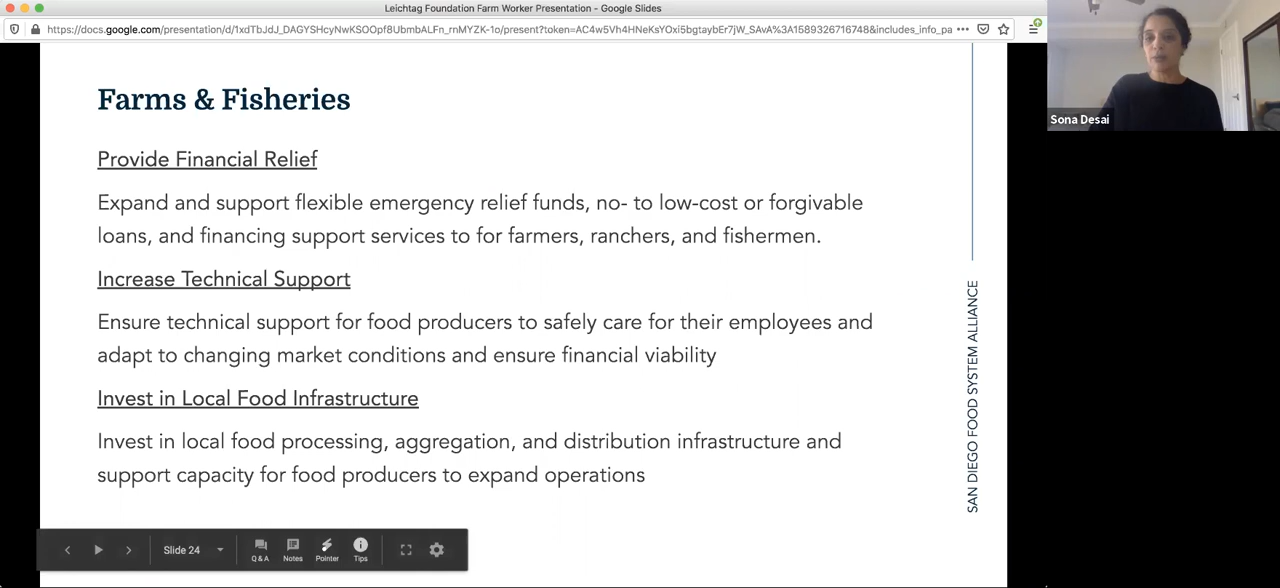 Leichtag Foundation Farm Worker Presentation - Google Slides
https://docs.google.com/presentation/d/1xdTbJdJ_DAGYSHcyNwKSOOpf8UbmbALFn_rnMYZK-1o/present?token=AC4w5Vh4HNeKsYOxi5bgtaybEr7jW_SAvA%3A1589326716748&includes_info_pa
Sona Desai
Farms & Fisheries
Provide Financial Relief
Expand and support flexible emergency relief funds, no- to low-cost or forgivable
loans, and financing support services to for farmers, ranchers, and fishermen.
Increase Technical Support
Ensure technical support for food producers to safely care for their employees and
adapt to changing market conditions and ensure financial viability
Invest in Local Food Infrastructure
Invest in local food processing, aggregation, and distribution infrastructure and
support capacity for food producers to expand operations
SAN DIEGO FOOD SYSTEM ALLIANCE
Slide 24
Q & A Notes Pointer Tips